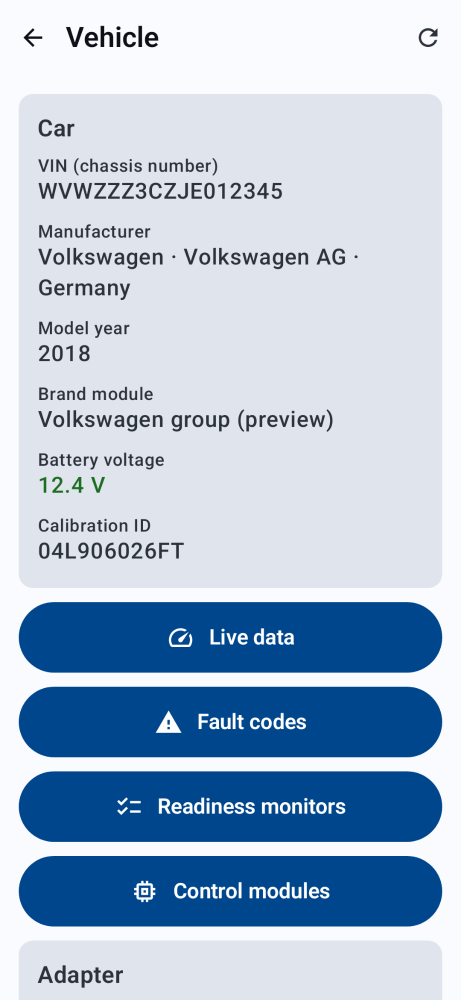 Vehicle
Car
VIN (chassis number)
WVWZZZ3CZJE012345
Manufacturer
Volkswagen · Volkswagen AG ·
Germany
Model year
2018
Brand module
Volkswagen group (preview)
Battery voltage
12.4 V
Calibration ID
04L906026FT
Live data
Fault codes
Readiness monitors
Control modules
Adapter